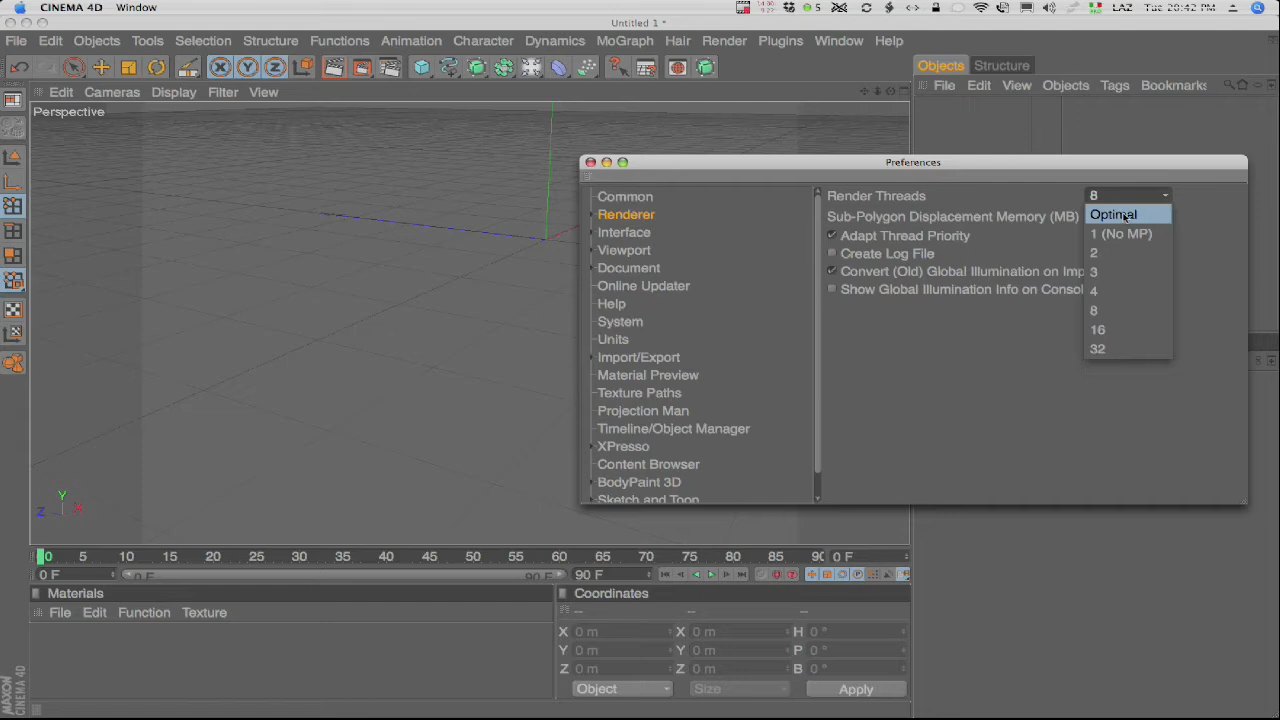 CINEMA 4D Window
5 LAZ Tue 20:42 PM
Untitled 1 *
File Edit Objects Tools Selection Structure Functions Animation Character Dynamics MoGraph Hair Render Plugins Window Help
Objects Structure
X Y Z
Edit Cameras Display Filter View
File Edit View Objects Tags Bookmarks
Perspective
Preferences
Common
Renderer
Interface
Viewport
Document
Online Updater
Help
System
Units
Import/Export
Material Preview
Texture Paths
Projection Man
Timeline/Object Manager
XPresso
Content Browser
BodyPaint 3D
Sketch and Toon
Render Threads 8
Sub-Polygon Displacement Memory (MB)
Adapt Thread Priority
Create Log File
Convert (Old) Global Illumination on Imp
Show Global Illumination Info on Consol
Optimal
1 (No MP)
2
3
4
8
16
32
Y
Z X
0 5 10 15 20 25 30 35 40 45 50 55 60 65 70 75 80 85 90 0 F
0 F 0 F 90 F 90 F
Materials
File Edit Function Texture
Coordinates
-- -- --
X 0 m X 0 m H 0 °
Y 0 m Y 0 m P 0 °
Z 0 m Z 0 m B 0 °
Object Size Apply
MAXON
CINEMA 4D